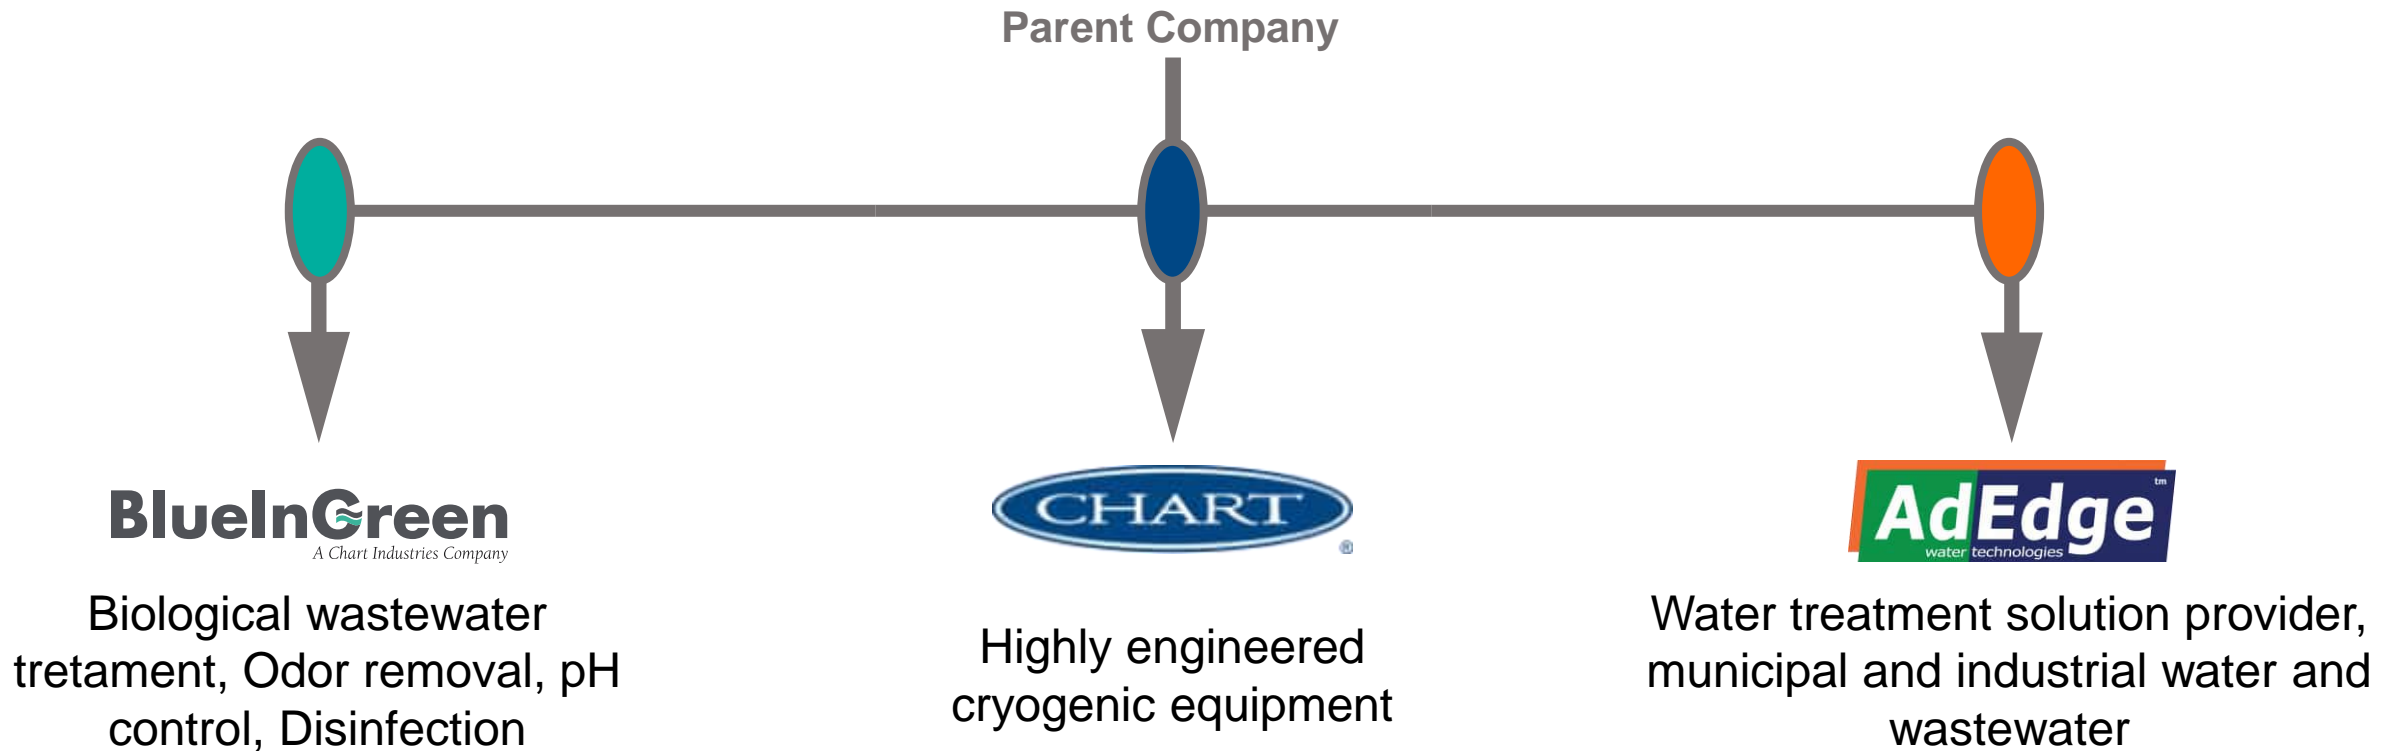 Parent Company
BlueInGreen
A Chart Industries Company
Biological wastewater
tretament, Odor removal, pH
control, Disinfection
CHART
®
Highly engineered
cryogenic equipment
AdEdge tm
water technologies
Water treatment solution provider,
municipal and industrial water and
wastewater